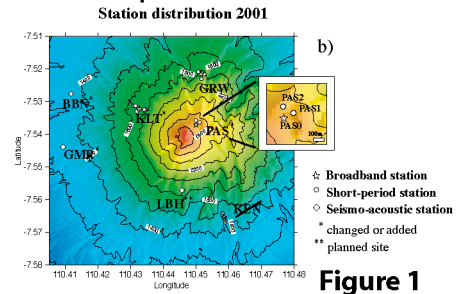 Station distribution 2001
b)
-7.51
-7.52
-7.53
-7.54
-7.55
-7.56
-7.57
-7.58
Latitude
110.41 110.42 110.43 110.44 110.45 110.46 110.47 110.48
Longitude
GRW
BBN*
KLT*
PAS*
GMR*
LBH**
KEN
PAS2
PAS1
PAS0
100m
Broadband station
Short-period station
Seismo-acoustic station
* changed or added
** planned site
Figure 1